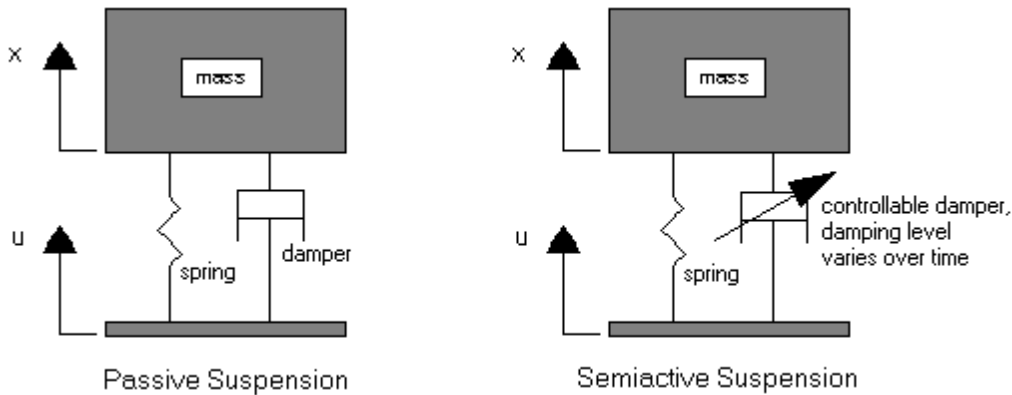 x
mass
u
spring
damper
Passive Suspension
x
mass
u
spring
controllable damper,
damping level
varies over time
Semiactive Suspension